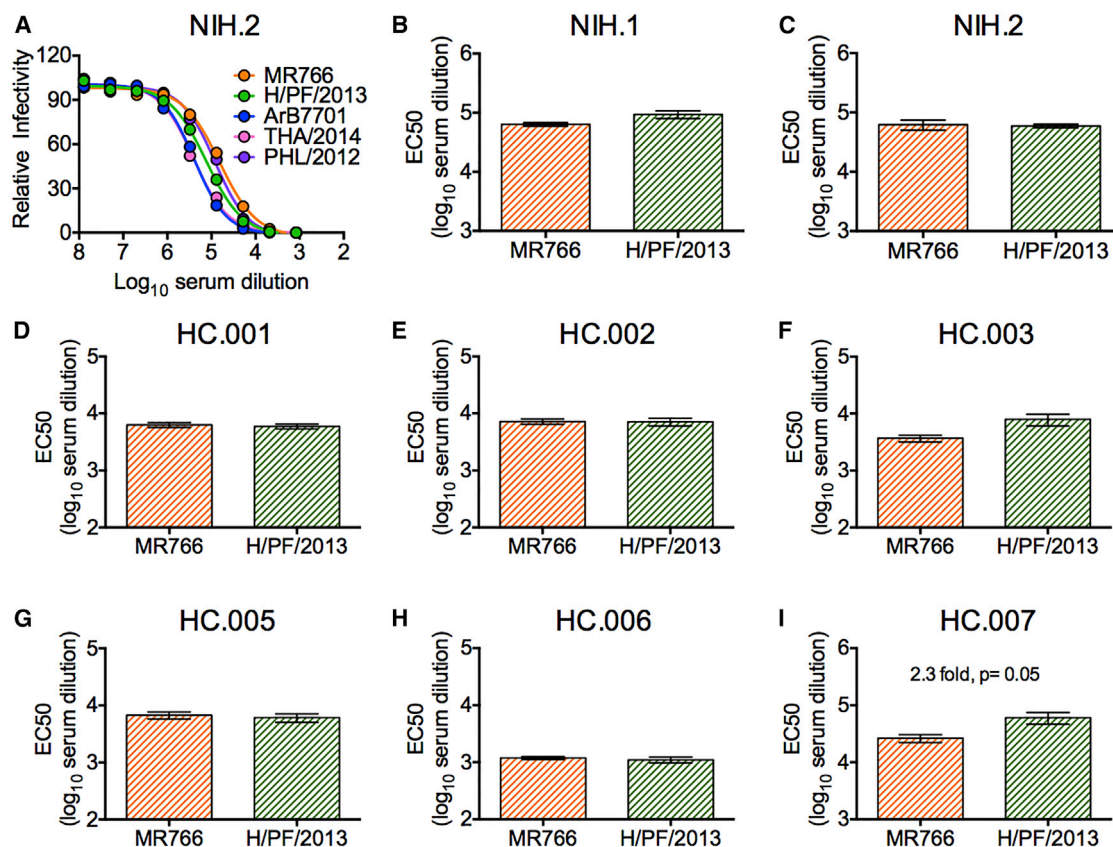 A
NIH.2
120
90
60
30
0
Relative Infectivity
8 7 6 5 4 3 2
Log10 serum dilution
MR766
H/PF/2013
ArB7701
THA/2014
PHL/2012
B
NIH.1
EC50
(log10 serum dilution)
6
5
4
3
MR766 H/PF/2013
C
NIH.2
EC50
(log10 serum dilution)
6
5
4
3
MR766 H/PF/2013
D
HC.001
EC50
(log10 serum dilution)
5
4
3
2
MR766 H/PF/2013
E
HC.002
EC50
(log10 serum dilution)
5
4
3
2
MR766 H/PF/2013
F
HC.003
EC50
(log10 serum dilution)
5
4
3
2
MR766 H/PF/2013
G
HC.005
EC50
(log10 serum dilution)
5
4
3
2
MR766 H/PF/2013
H
HC.006
EC50
(log10 serum dilution)
5
4
3
2
MR766 H/PF/2013
I
HC.007
2.3 fold, p= 0.05
EC50
(log10 serum dilution)
6
5
4
3
MR766 H/PF/2013